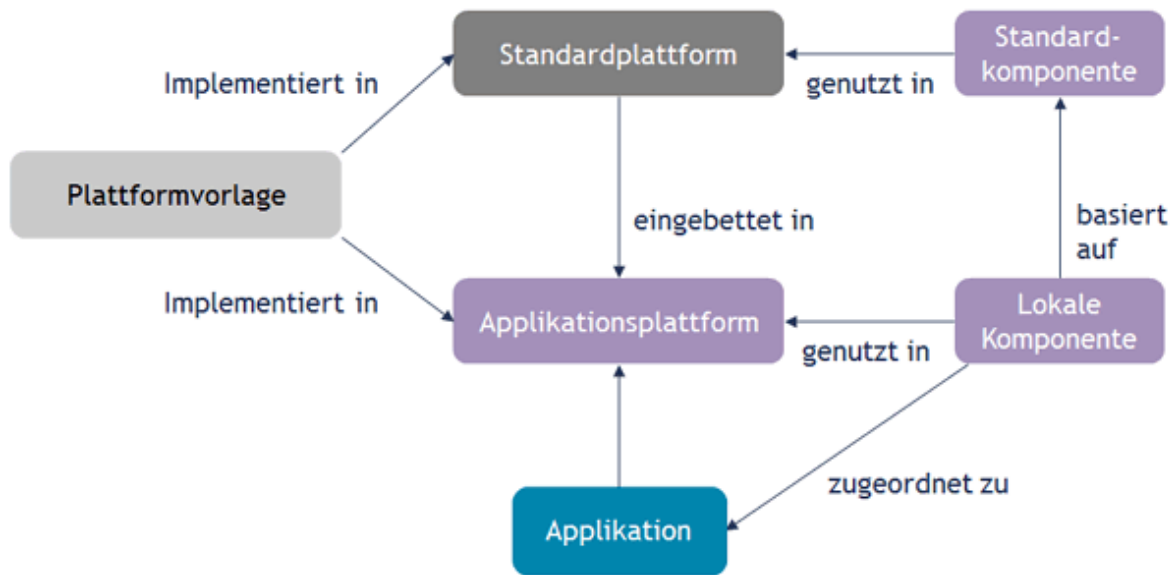 Standardplattform
Standard-
komponente
Implementiert in
genutzt in
Plattformvorlage
eingebettet in
basiert
auf
Implementiert in
Applikationsplattform
Lokale
Komponente
genutzt in
zugeordnet zu
Applikation